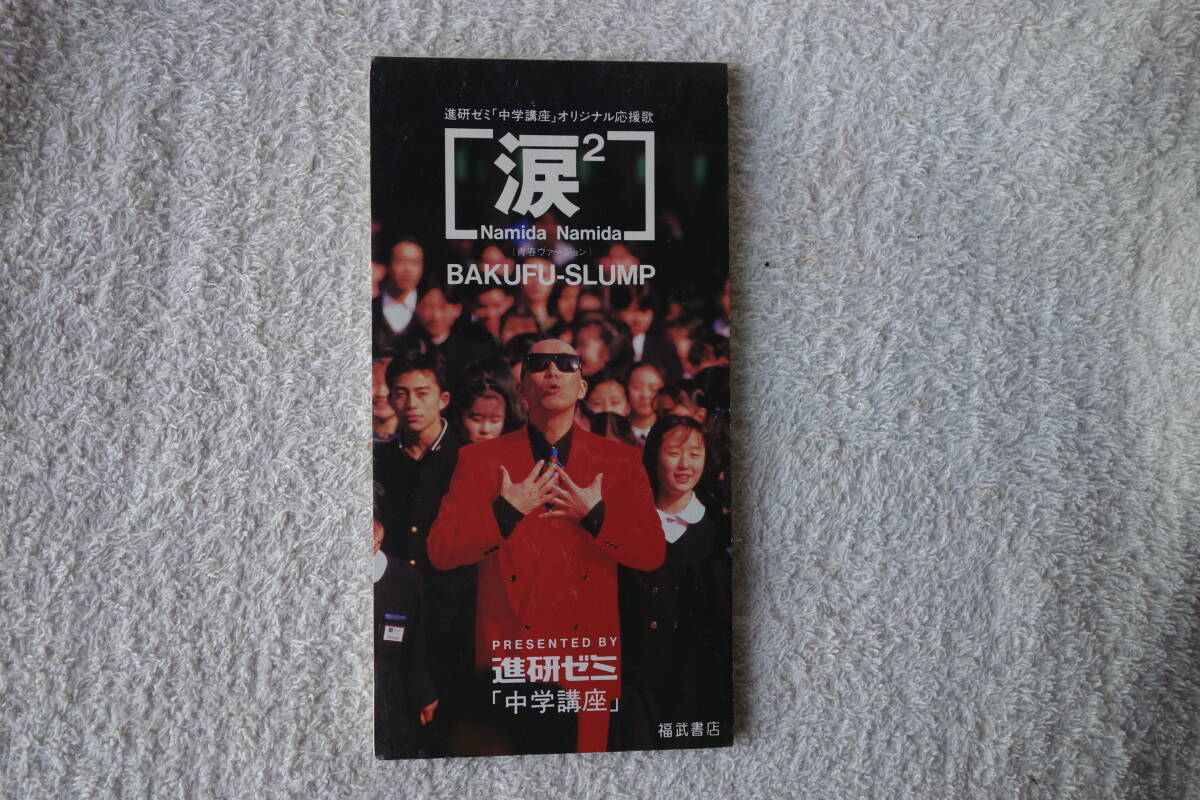 進研ゼミ「中学講座」オリジナル応援歌
涙²
Namida Namida
(青春ヴァージョン)
BAKUFU-SLUMP
PRESENTED BY
進研ゼミ
「中学講座」
福武書店